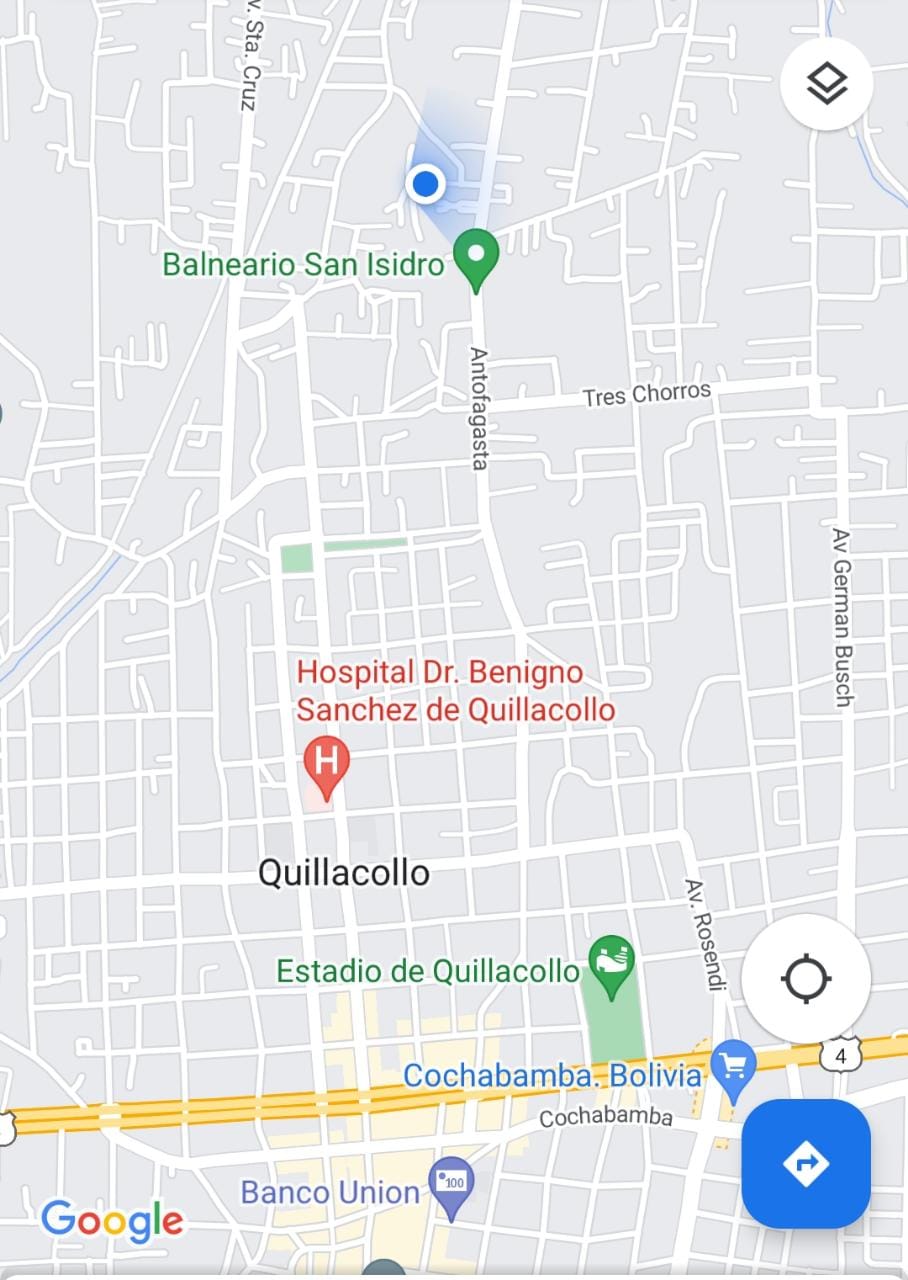 v. Sta. Cruz
Balneario San Isidro
Antofagasta
Tres Chorros
Av German Busch
Hospital Dr. Benigno
Sanchez de Quillacollo
H
Quillacollo
Av. Rosendi
Estadio de Quillacollo
4
Cochabamba. Bolivia
Cochabamba
100
Banco Union
Google